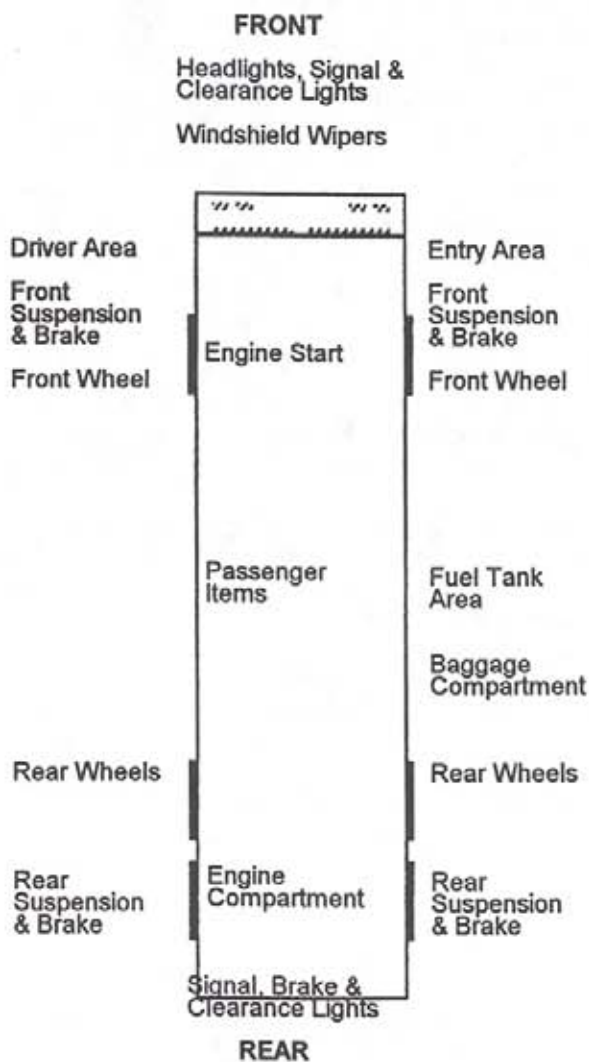 FRONT
Headlights, Signal &
Clearance Lights
Windshield Wipers
Driver Area
Entry Area
Front
Suspension
& Brake
Front
Suspension
& Brake
Engine Start
Front Wheel
Front Wheel
Passenger
Items
Fuel Tank
Area
Baggage
Compartment
Rear Wheels
Rear Wheels
Rear
Suspension
& Brake
Engine
Compartment
Rear
Suspension
& Brake
Signal, Brake &
Clearance Lights
REAR